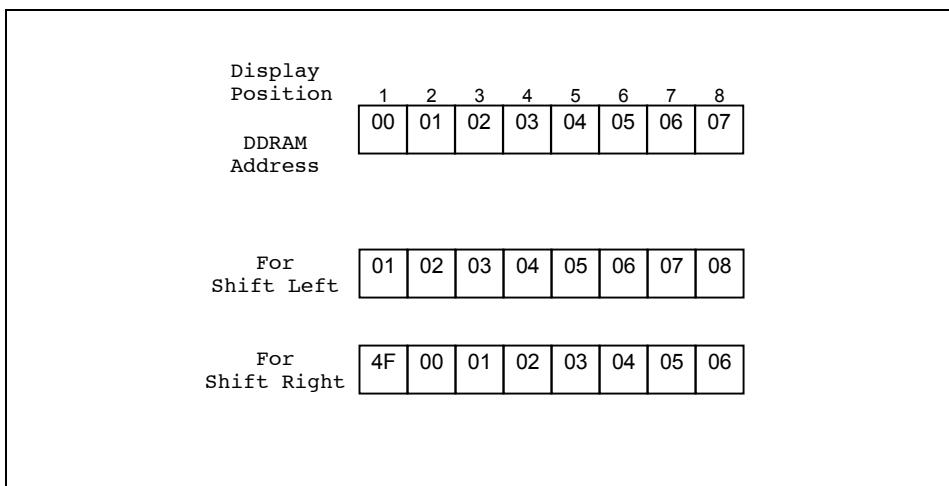 Display
Position 1 2 3 4 5 6 7 8
00 01 02 03 04 05 06 07
DDRAM
Address
For
Shift Left
01 02 03 04 05 06 07 08
For
Shift Right
4F 00 01 02 03 04 05 06